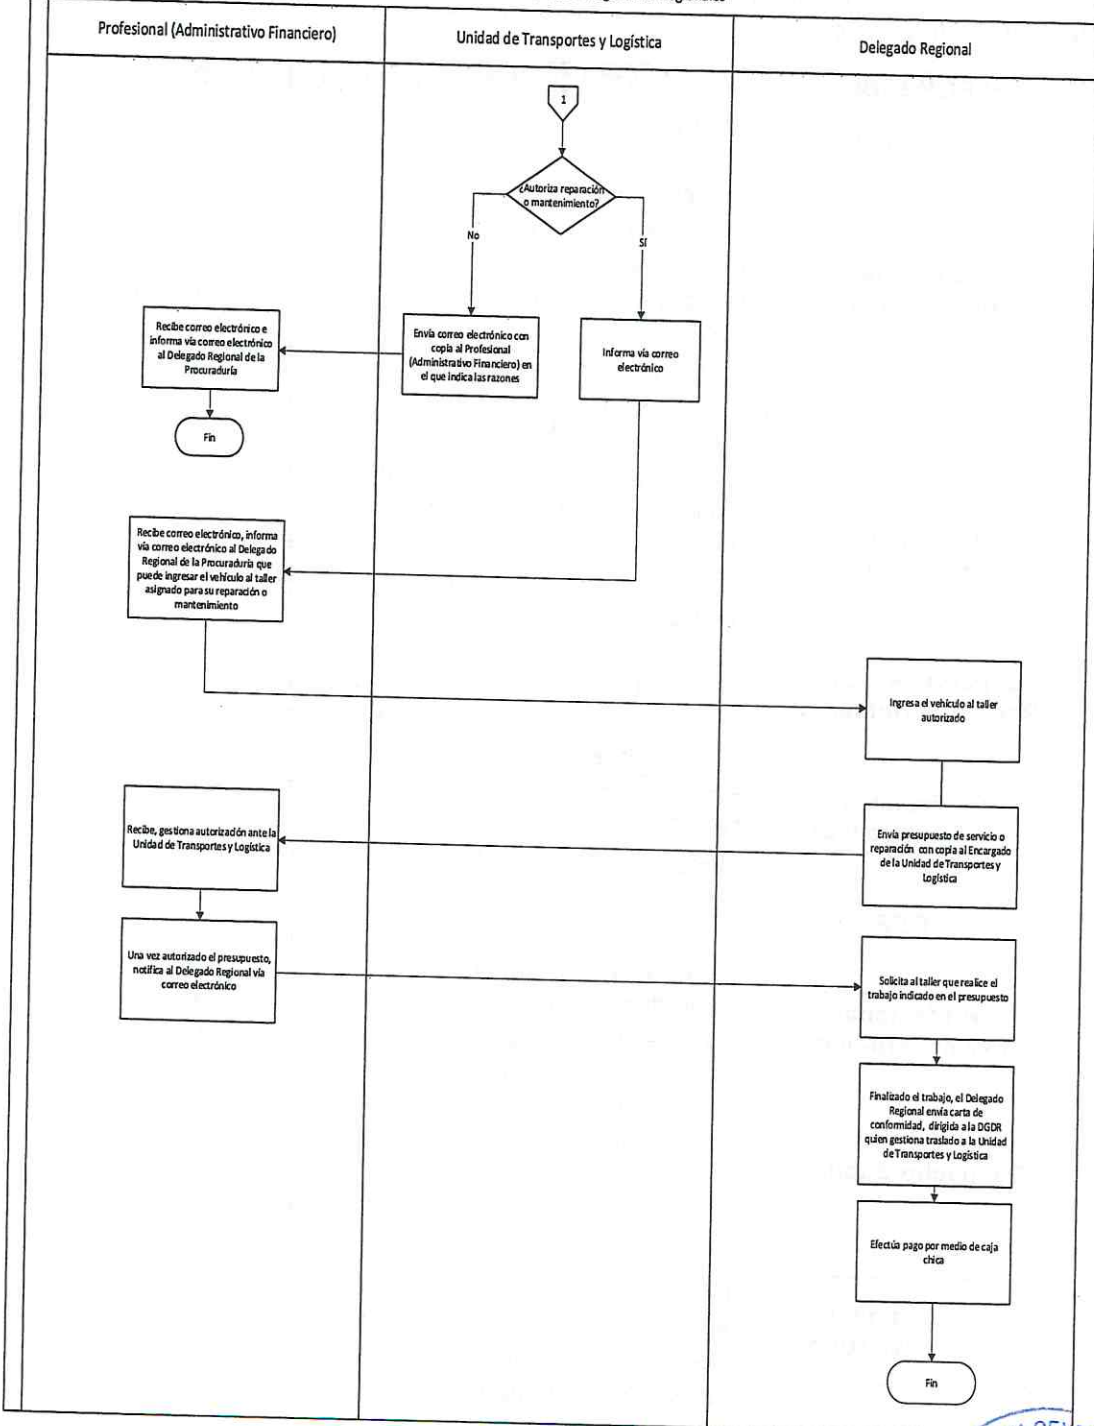 Profesional (Administrativo Financiero)
Unidad de Transportes y Logística
Delegado Regional
1
¿Autoriza reparación
o mantenimiento?
No
Sí
Recibe correo electrónico e
informa vía correo electrónico
al Delegado Regional de la
Procuraduría
Envía correo electrónico con
copia al Profesional
(Administrativo Financiero) en
el que indica las razones
Informa vía correo
electrónico
Fin
Recibe correo electrónico, informa
vía correo electrónico al Delegado
Regional de la Procuraduría que
puede ingresar el vehículo al taller
asignado para su reparación o
mantenimiento
Ingresa el vehículo al taller
autorizado
Recibe, gestiona autorización ante la
Unidad de Transportes y Logística
Envía presupuesto de servicio o
reparación con copia al Encargado
de la Unidad de Transportes y
Logística
Una vez autorizado el presupuesto,
notifica al Delegado Regional vía
correo electrónico
Solicita al taller que realice el
trabajo indicado en el presupuesto
Finalizado el trabajo, el Delegado
Regional envía carta de
conformidad, dirigida a la DGDR
quien gestiona traslado a la Unidad
de Transportes y Logística
Efectúa pago por medio de caja
chica
Fin